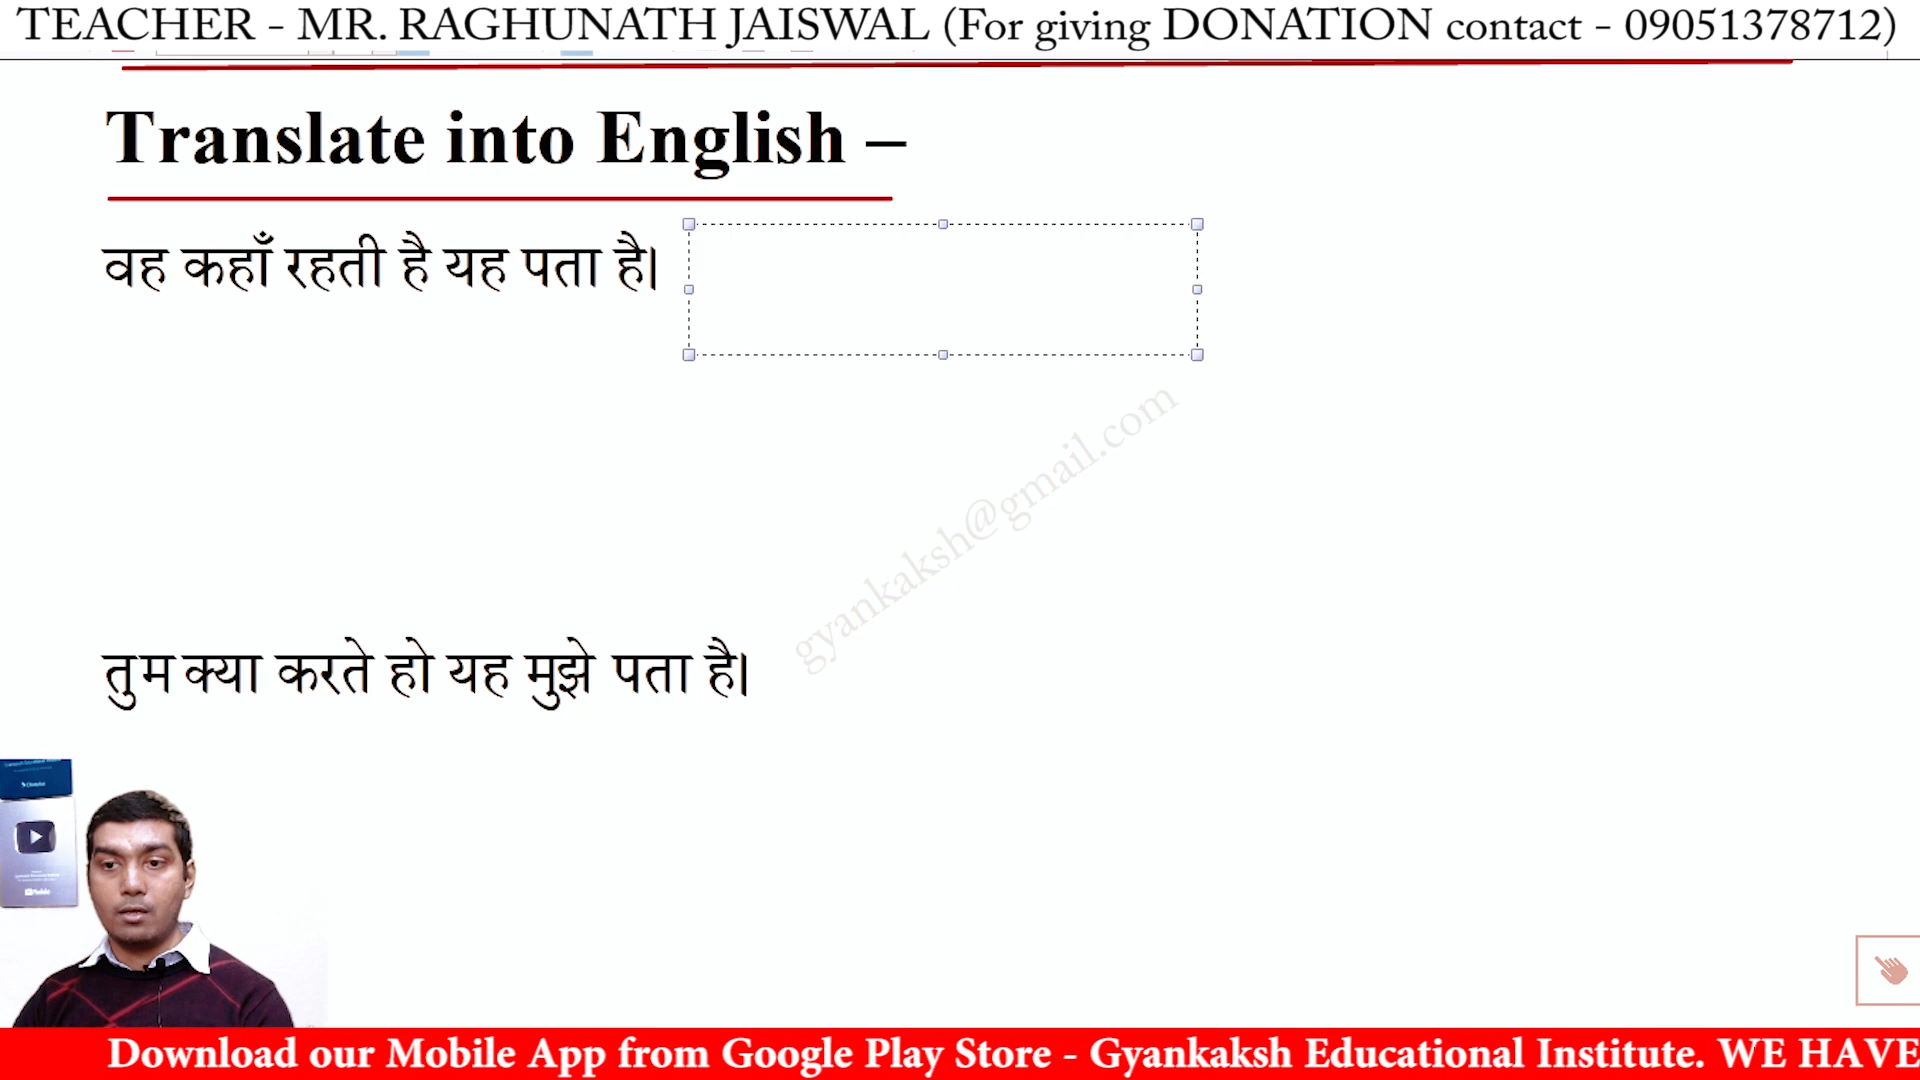 TEACHER - MR. RAGHUNATH JAISWAL (For giving DONATION contact - 09051378712)
Translate into English –
वह कहाँ रहती है यह पता है।
gyankaksh@gmail.com
तुम क्या करते हो यह मुझे पता है।
Download our Mobile App from Google Play Store - Gyankaksh Educational Institute. WE HAVE